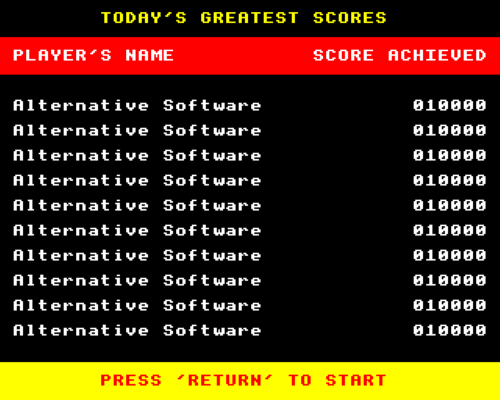 TODAY'S GREATEST SCORES
PLAYER'S NAME SCORE ACHIEVED
Alternative Software 010000
Alternative Software 010000
Alternative Software 010000
Alternative Software 010000
Alternative Software 010000
Alternative Software 010000
Alternative Software 010000
Alternative Software 010000
Alternative Software 010000
Alternative Software 010000
PRESS 'RETURN' TO START